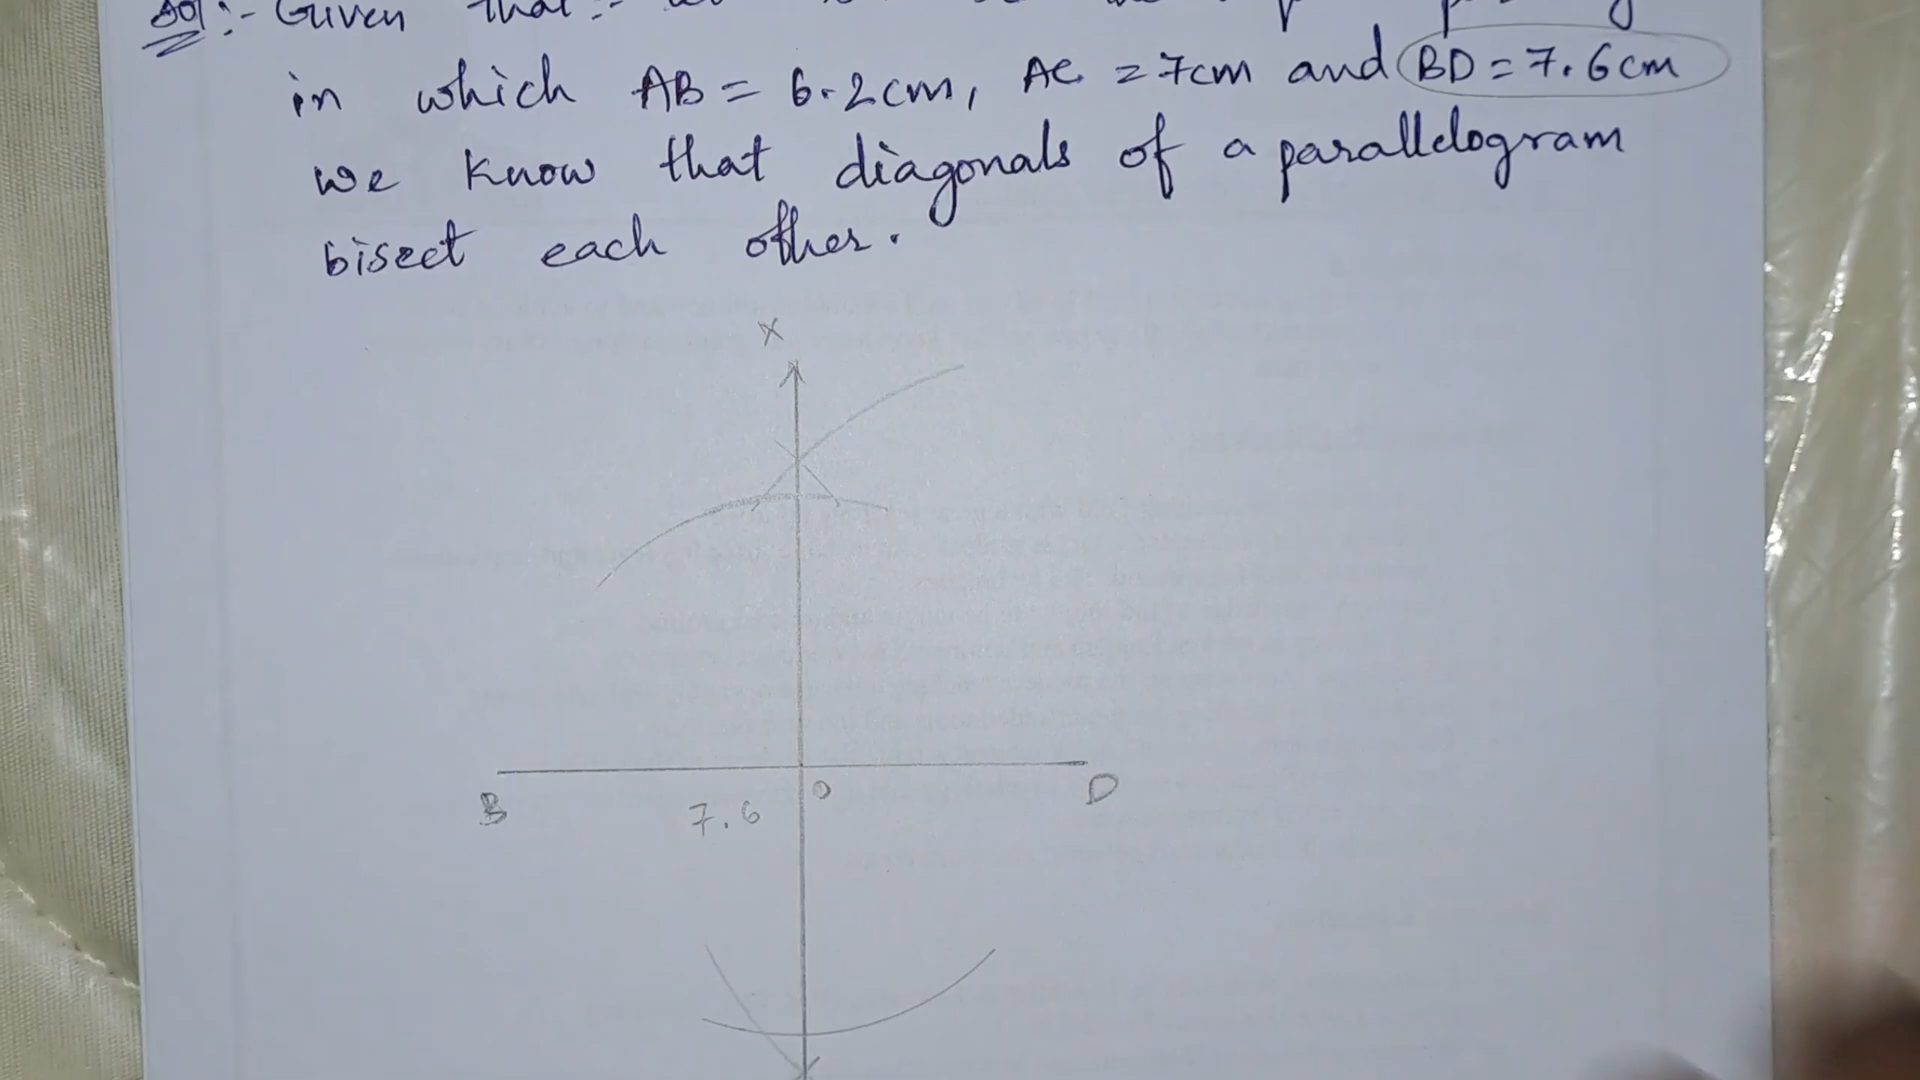 Sol:- Given that:-
in which AB = 6.2cm, AC = 7cm and BD = 7.6cm
we know that diagonals of a parallelogram
bisect each other.
X
B 7.6 O D